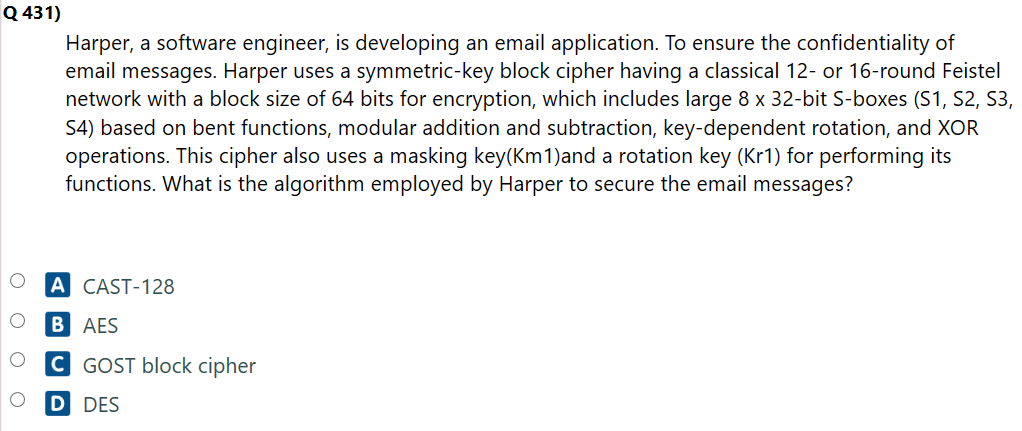 Q 431)
Harper, a software engineer, is developing an email application. To ensure the confidentiality of
email messages. Harper uses a symmetric-key block cipher having a classical 12- or 16-round Feistel
network with a block size of 64 bits for encryption, which includes large 8 x 32-bit S-boxes (S1, S2, S3,
S4) based on bent functions, modular addition and subtraction, key-dependent rotation, and XOR
operations. This cipher also uses a masking key(Km1)and a rotation key (Kr1) for performing its
functions. What is the algorithm employed by Harper to secure the email messages?
A CAST-128
B AES
C GOST block cipher
D DES